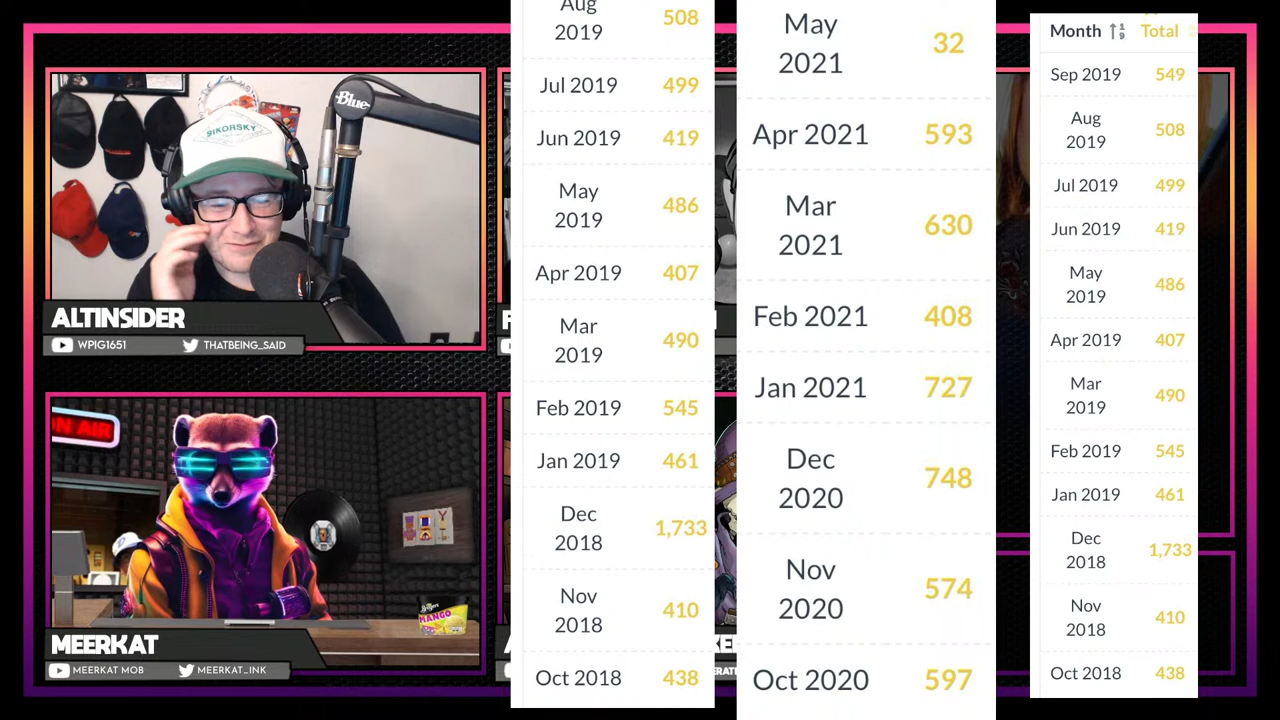 Blue
SIKORSKY
ALTINSIDER
WPIG1651
THATBEING_SAID
ON AIR
MANGO
MEERKAT
MEERKAT MOB
MEERKAT_INK
Aug
2019
508
Jul 2019 499
Jun 2019 419
May
2019
486
Apr 2019 407
Mar
2019
490
Feb 2019 545
Jan 2019 461
Dec
2018
1,733
Nov
2018
410
Oct 2018 438
May
2021
32
Apr 2021 593
Mar
2021
630
Feb 2021 408
Jan 2021 727
Dec
2020
748
Nov
2020
574
Oct 2020 597
Month Total
Sep 2019 549
Aug
2019
508
Jul 2019 499
Jun 2019 419
May
2019
486
Apr 2019 407
Mar
2019
490
Feb 2019 545
Jan 2019 461
Dec
2018
1,733
Nov
2018
410
Oct 2018 438